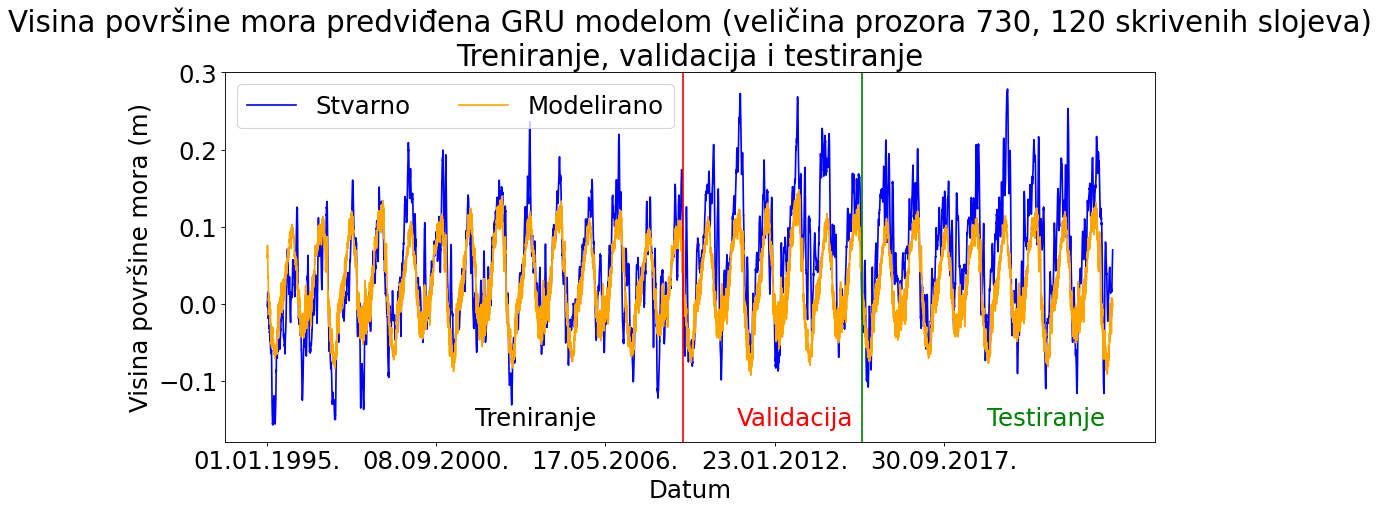 Visina površine mora predviđena GRU modelom (veličina prozora 730, 120 skrivenih slojeva)
Treniranje, validacija i testiranje
Stvarno
Modelirano
Visina površine mora (m)
0.3
0.2
0.1
0.0
−0.1
Treniranje
Validacija
Testiranje
01.01.1995.
08.09.2000.
17.05.2006.
23.01.2012.
30.09.2017.
Datum